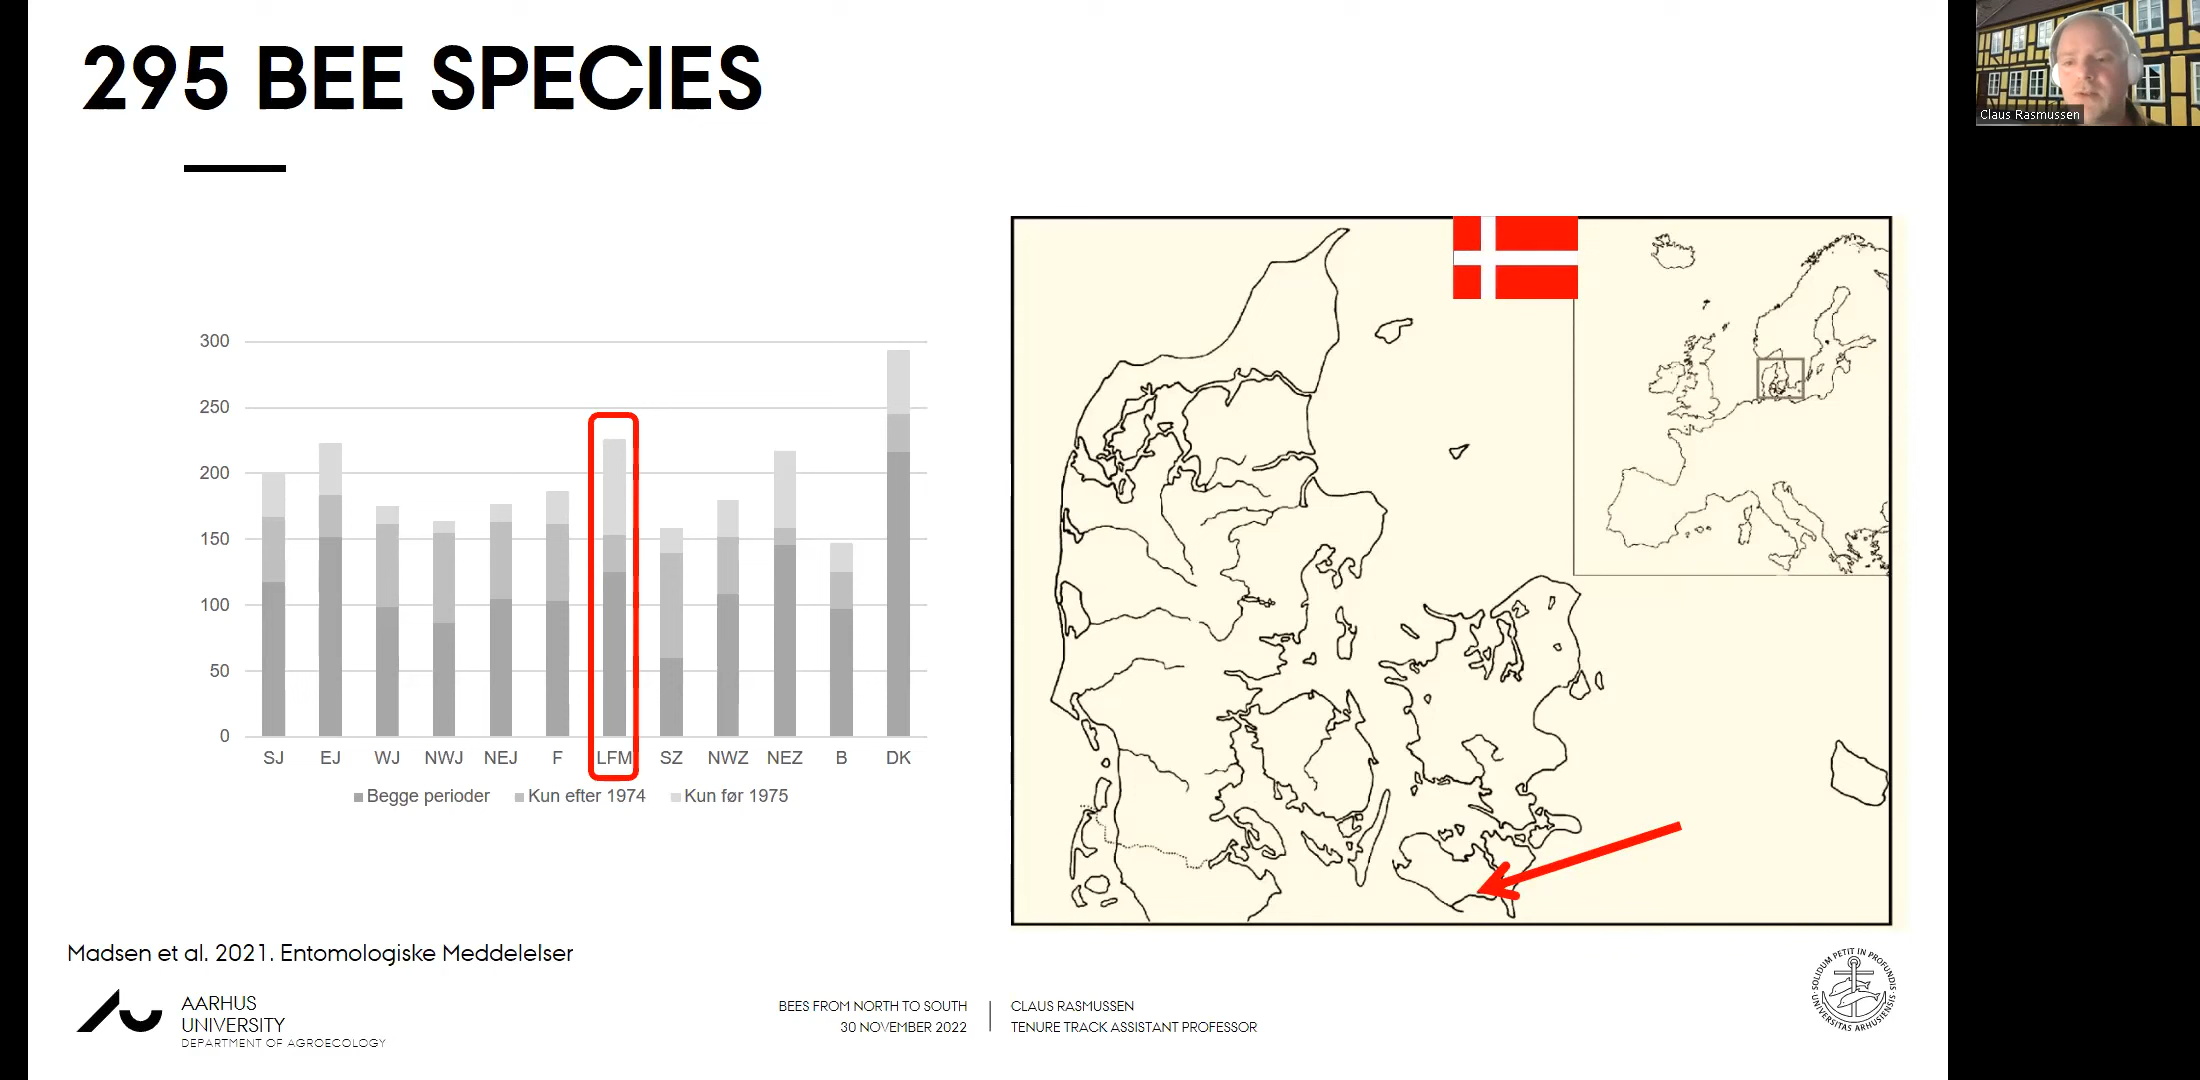 295 BEE SPECIES
Claus Rasmussen
300
250
200
150
100
50
0
SJ EJ WJ NWJ NEJ F LFM SZ NWZ NEZ B DK
Begge perioder Kun efter 1974 Kun før 1975
Madsen et al. 2021. Entomologiske Meddelelser
AARHUS
UNIVERSITY
DEPARTMENT OF AGROECOLOGY
BEES FROM NORTH TO SOUTH
30 NOVEMBER 2022
CLAUS RASMUSSEN
TENURE TRACK ASSISTANT PROFESSOR
SOLIDUM PETIT IN PROFUNDIS
UNIVERSITAS ARHUSIENSIS